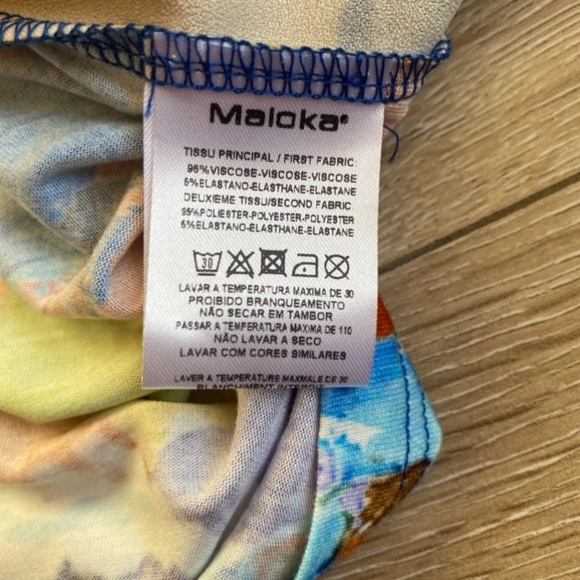 Maloka®
TISSU PRINCIPAL / FIRST FABRIC:
95%VISCOSE-VISCOSE-VISCOSE
5%ELASTANO-ELASTHANE-ELASTANE
DEUXIEME TISSU/SECOND FABRIC
95%POLIESTER-POLYESTER-POLYESTER
5%ELASTANO-ELASTHANE-ELASTANE
30
LAVAR A TEMPERATURA MAXIMA DE 30
PROIBIDO BRANQUEAMENTO
NÃO SECAR EM TAMBOR
PASSAR A TEMPERATURA MAXIMA DE 110
NÃO LAVAR A SECO
LAVAR COM CORES SIMILARES
LAVER A TEMPERATURE MAXMALE DE 30
BLANCHIMENT INTERDIT